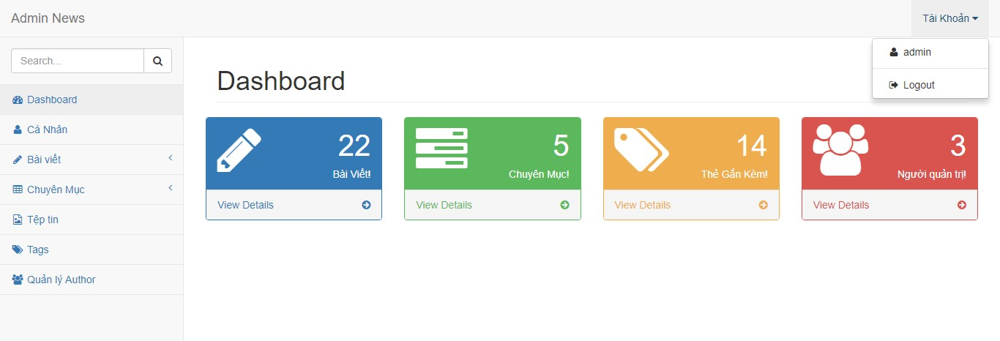 Admin News
Tài Khoản
admin
Logout
Search...
Dashboard
Cá Nhân
Bài viết
Chuyên Mục
Tệp tin
Tags
Quản lý Author
Dashboard
22
Bài Viết!
View Details
5
Chuyên Mục!
View Details
14
Thẻ Gắn Kèm!
View Details
3
Người quản trị!
View Details